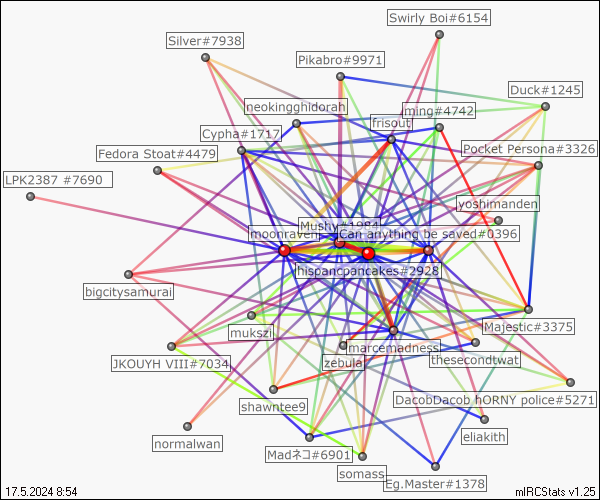 Swirly Boi#6154
Silver#7938
Pikabro#9971
Duck#1245
neokingghidorah
ming#4742
frisout
Cypha#1717
Pocket Persona#3326
Fedora Stoat#4479
LPK2387 #7690
yoshimanden
Mushy#1984
moonraven
Can anything be saved#0396
hispancpancakes#2928
bigcitysamurai
mukszi
Majestic#3375
marcemadness
thesecondtwat
zebula
JKOUYH VIII#7034
DacobDacob hORNY police#5271
shawntee9
eliakith
normalwan
Madネコ#6901
somass
Eg.Master#1378
17.5.2024 8:54
mIRCStats v1.25